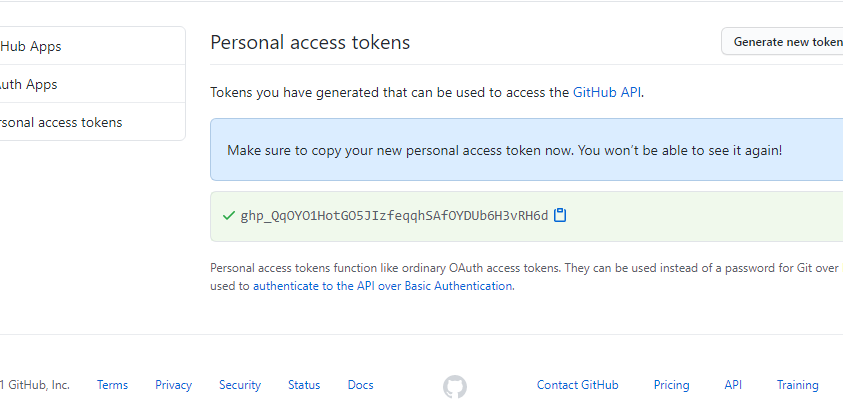 Hub Apps
Auth Apps
rsonal access tokens
Personal access tokens
Generate new token
Tokens you have generated that can be used to access the GitHub API.
Make sure to copy your new personal access token now. You won’t be able to see it again!
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
Personal access tokens function like ordinary OAuth access tokens. They can be used instead of a password for Git over
used to authenticate to the API over Basic Authentication.
1 GitHub, Inc. Terms Privacy Security Status Docs Contact GitHub Pricing API Training